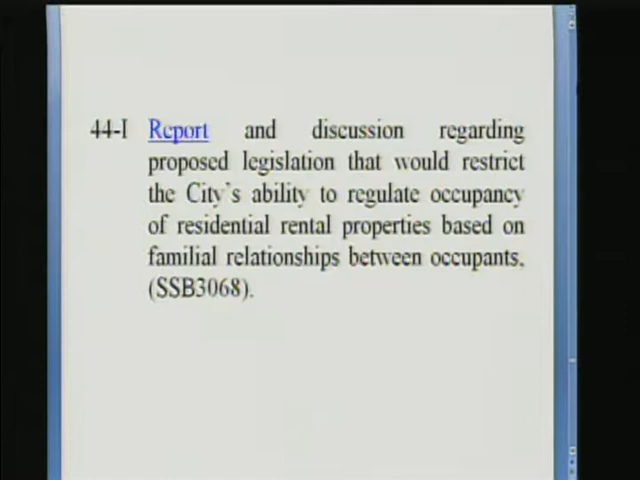 44-I Report and discussion regarding
proposed legislation that would restrict
the City's ability to regulate occupancy
of residential rental properties based on
familial relationships between occupants.
(SSB3068).